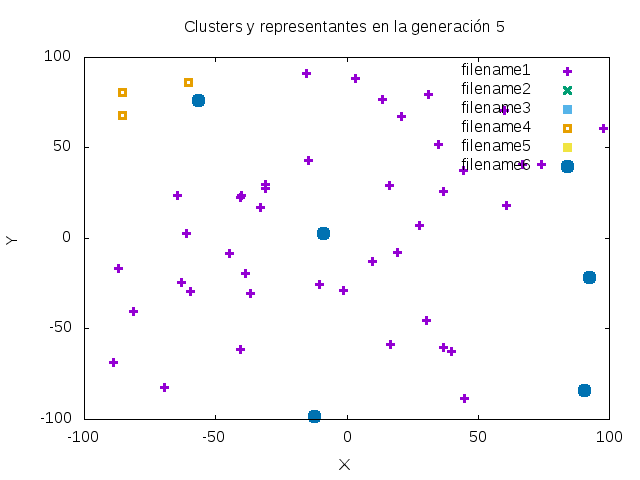 Clusters y representantes en la generación 5
100
50
0
-50
-100
-100
-50
0
50
100
Y
X
filename1
filename2
filename3
filename4
filename5
filename6